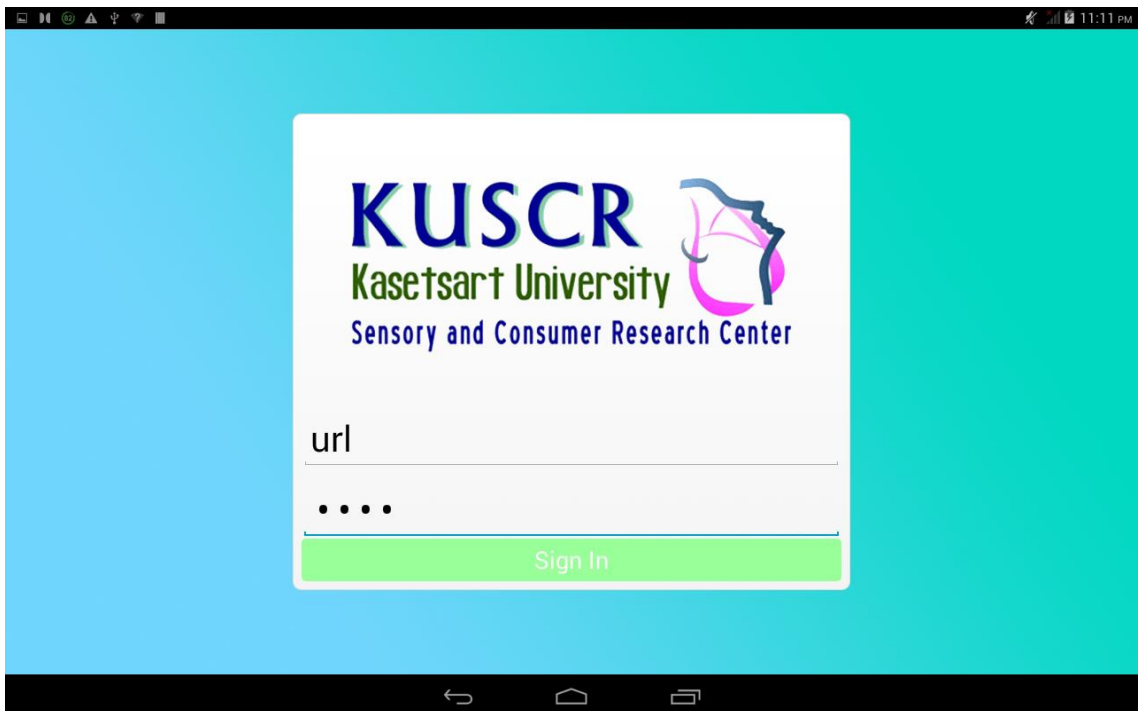 11:11 PM
KUSCR
Kasetsart University
Sensory and Consumer Research Center
url
••••
Sign In